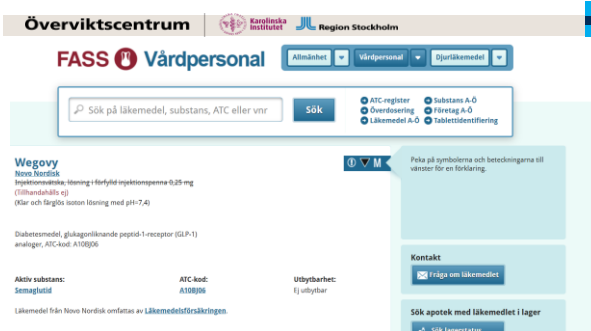 Överviktscentrum
Karolinska
Institutet
Region Stockholm
FASS Vårdpersonal
Allmänhet
Vårdpersonal
Djurläkemedel
Sök på läkemedel, substans, ATC eller vnr
Sök
ATC-register
Substans A-Ö
Överdosering
Företag A-Ö
Läkemedel A-Ö
Tablettidentifiering
Wegovy
M
Novo Nordisk
Injektionsvätska, lösning i förfylld injektionspenna 0,25 mg
(Tillhandahålls ej)
(Klar och färglös isoton lösning med pH=7,4)
Peka på symbolerna och beteckningarna till
vänster för en förklaring.
Diabetesmedel, glukagonliknande peptid-1-receptor (GLP-1)
analoger, ATC-kod: A10BJ06
Aktiv substans:
ATC-kod:
Utbytbarhet:
Semaglutid
A10BJ06
Ej utbytbar
Läkemedel från Novo Nordisk omfattas av Läkemedelsförsäkringen.
Kontakt
Fråga om läkemedlet
Sök apotek med läkemedlet i lager
Sök lagerstatus